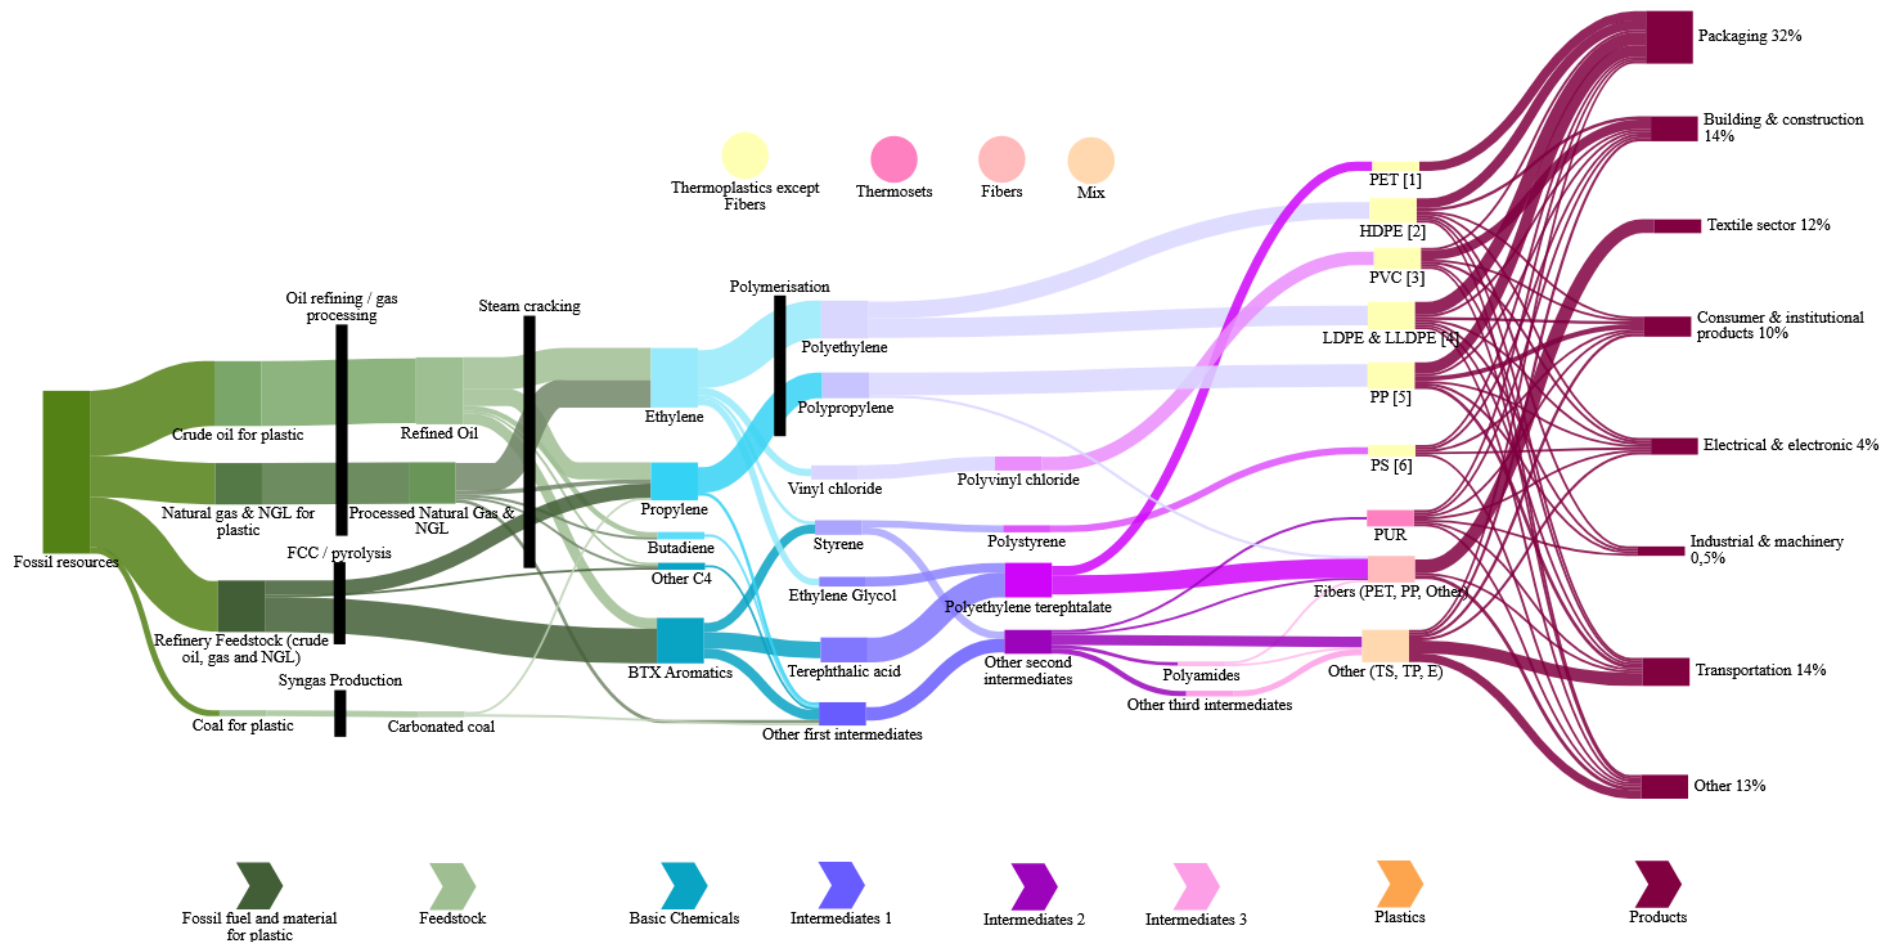 Packaging 32%
Building & construction
14%
Thermoplastics except
Fibers
Thermosets
Fibers
Mix
PET [1]
HDPE [2]
Textile sector 12%
PVC [3]
Polymerisation
Oil refining / gas
processing
Steam cracking
Consumer & institutional
products 10%
LDPE & LLDPE [4]
Polyethylene
PP [5]
Polypropylene
Ethylene
Crude oil for plastic
Refined Oil
Electrical & electronic 4%
PS [6]
Vinyl chloride
Polyvinyl chloride
Natural gas & NGL for
plastic
Processed Natural Gas &
NGL
Propylene
PUR
Styrene
Polystyrene
Butadiene
Industrial & machinery
0,5%
FCC / pyrolysis
Fossil resources
Other C4
Ethylene Glycol
Polyethylene terephtalate
Fibers (PET, PP, Other)
Refinery Feedstock (crude
oil, gas and NGL)
BTX Aromatics
Terephthalic acid
Other second
intermediates
Polyamides
Other (TS, TP, E)
Transportation 14%
Syngas Production
Other third intermediates
Coal for plastic
Carbonated coal
Other first intermediates
Other 13%
Fossil fuel and material
for plastic
Feedstock
Basic Chemicals
Intermediates 1
Intermediates 2
Intermediates 3
Plastics
Products